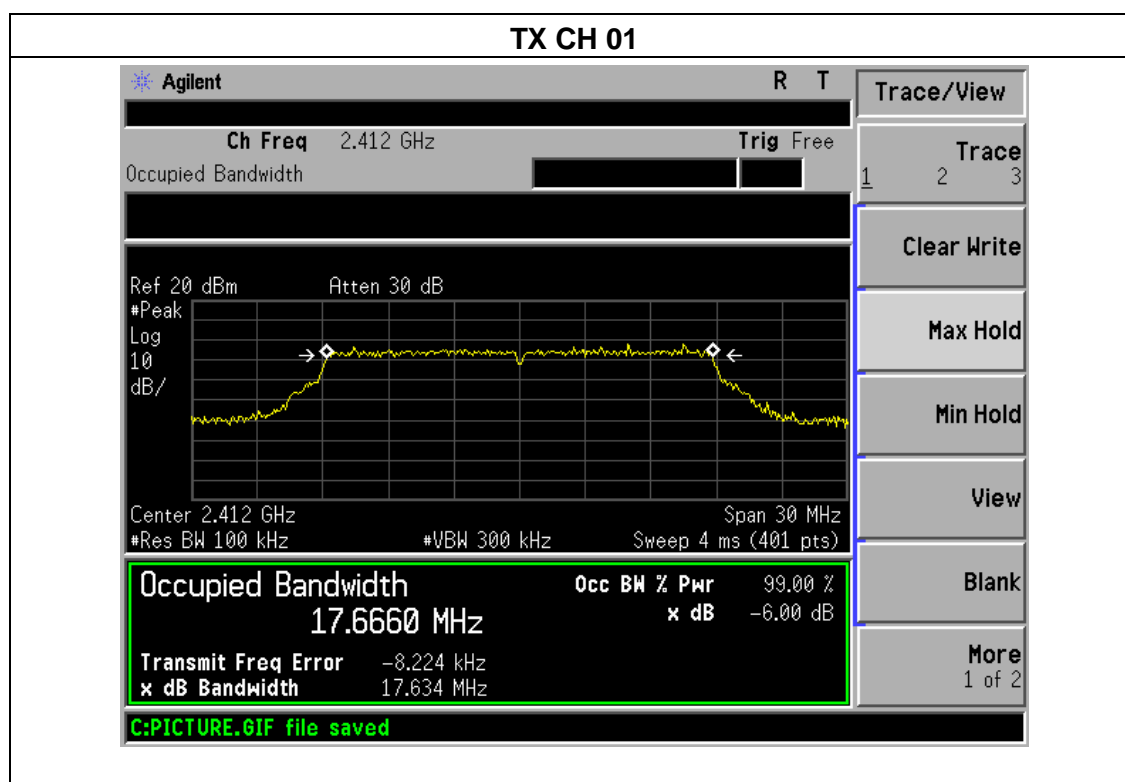 TX CH 01
Agilent R T
Ch Freq 2.412 GHz Trig Free
Occupied Bandwidth
Ref 20 dBm Atten 30 dB
#Peak
Log
10
dB/
Center 2.412 GHz Span 30 MHz
#Res BW 100 kHz #VBW 300 kHz Sweep 4 ms (401 pts)
Occupied Bandwidth Occ BW % Pwr 99.00 %
17.6660 MHz x dB -6.00 dB
Transmit Freq Error -8.224 kHz
x dB Bandwidth 17.634 MHz
C:PICTURE.GIF file saved
Trace/View
Trace
1 2 3
Clear Write
Max Hold
Min Hold
View
Blank
More
1 of 2